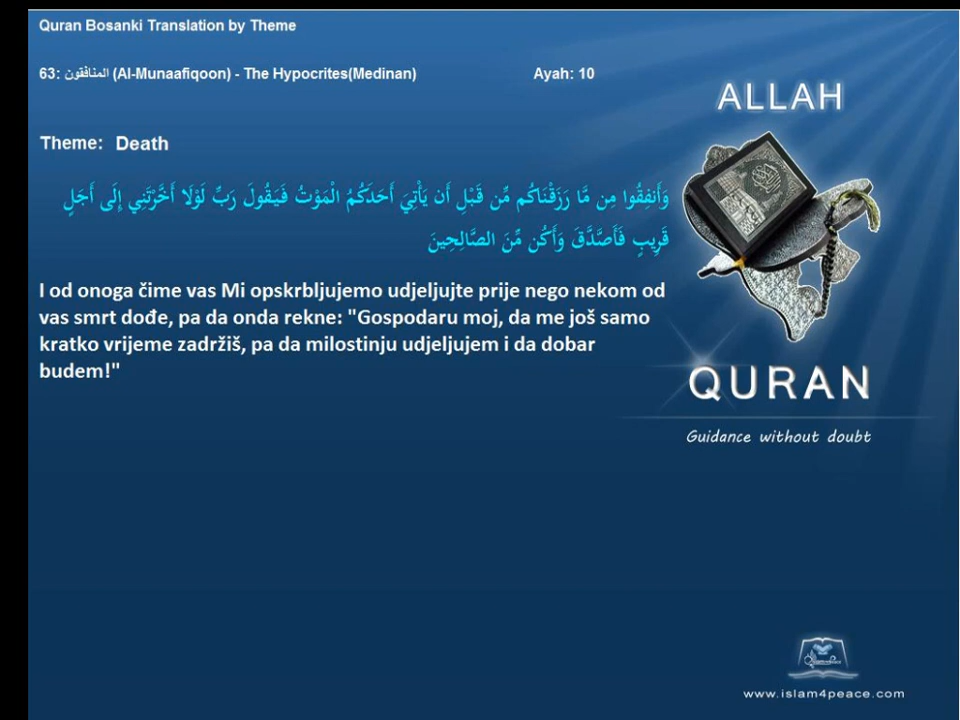 Quran Bosanki Translation by Theme
63: المنافقون (Al-Munaafiqoon) - The Hypocrites(Medinan) Ayah: 10
Theme: Death
وَأَنفِقُوا مِن مَّا رَزَقْنَاكُم مِّن قَبْلِ أَن يَأْتِيَ أَحَدَكُمُ الْمَوْتُ فَيَقُولَ رَبِّ لَوْلَا أَخَّرْتَنِي إِلَى أَجَلٍ
قَرِيبٍ فَأَصَّدَّقَ وَأَكُن مِّنَ الصَّالِحِينَ
I od onoga čime vas Mi opskrbljujemo udjeljujte prije nego nekom od
vas smrt dođe, pa da onda rekne: "Gospodaru moj, da me još samo
kratko vrijeme zadržiš, pa da milostinju udjeljujem i da dobar
budem!"
ALLAH
QURAN
Guidance without doubt
www.islam4peace.com